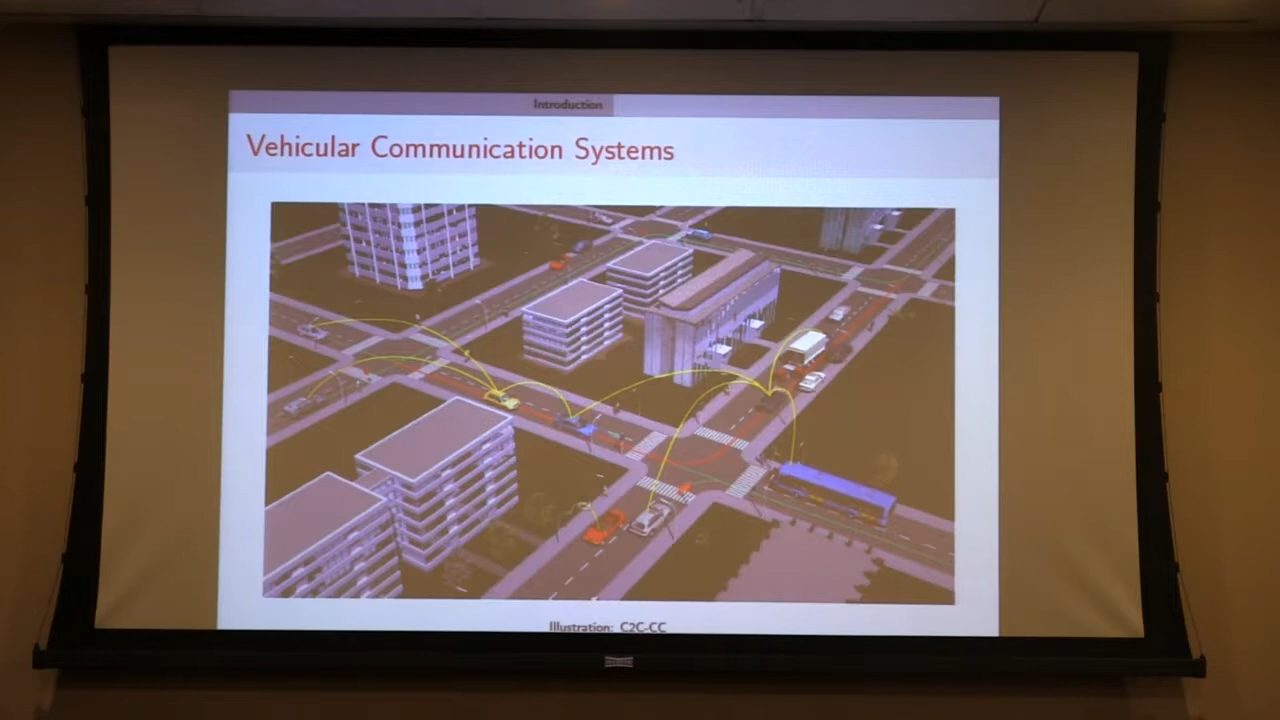 Introduction
Vehicular Communication Systems
Illustration: C2C-CC